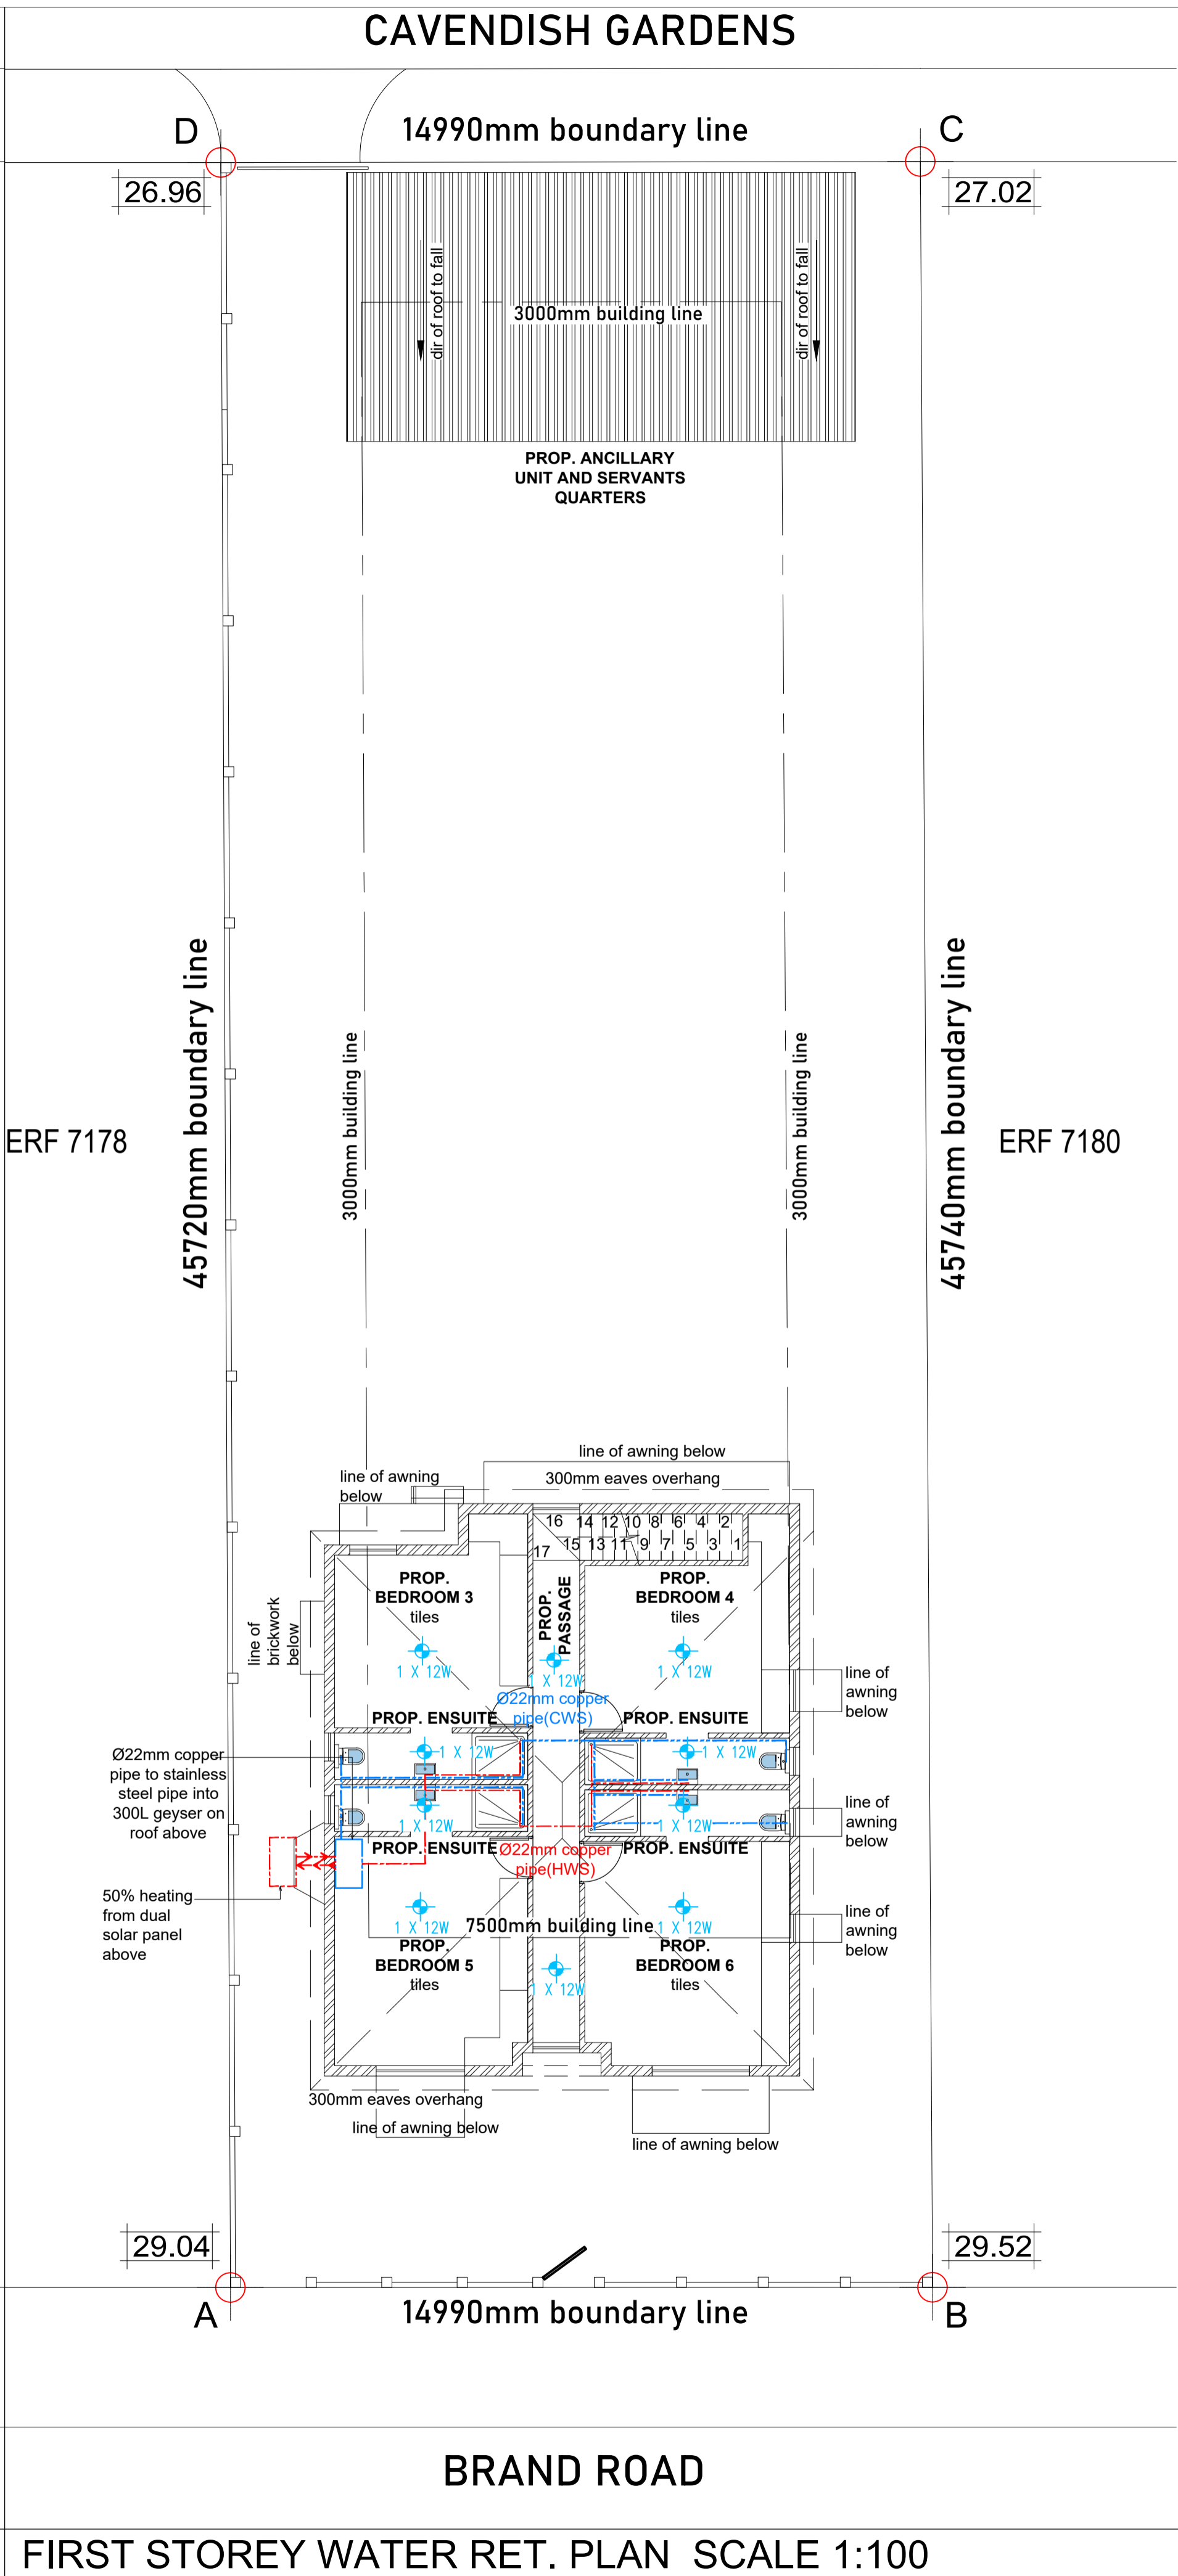 CAVENDISH GARDENS
D
14990mm boundary line
C
26.96
27.02
dir of roof to fall
dir of roof to fall
3000mm building line
PROP. ANCILLARY
UNIT AND SERVANTS
QUARTERS
45720mm boundary line
3000mm building line
3000mm building line
45740mm boundary line
ERF 7178
ERF 7180
line of awning below
line of awning
below
300mm eaves overhang
16 14 12 10 8 6 4 2
17 15 13 11 9 7 5 3 1
PROP.
BEDROOM 3
tiles
PROP.
PASSAGE
PROP.
BEDROOM 4
tiles
line of
brickwork
below
1 X 12W
1 X 12W
1 X 12W
line of
awning
below
Ø22mm copper
pipe(CWS)
PROP. ENSUITE
PROP. ENSUITE
1 X 12W
1 X 12W
Ø22mm copper
pipe to stainless
steel pipe into
300L geyser on
roof above
1 X 12W
1 X 12W
line of
awning
below
PROP. ENSUITE
PROP. ENSUITE
Ø22mm copper
pipe(HWS)
50% heating
from dual
solar panel
above
1 X 12W
7500mm building line
1 X 12W
line of
awning
below
PROP.
BEDROOM 5
tiles
PROP.
BEDROOM 6
tiles
1 X 12W
300mm eaves overhang
line of awning below
line of awning below
29.04
29.52
A
14990mm boundary line
B
BRAND ROAD
FIRST STOREY WATER RET. PLAN SCALE 1:100